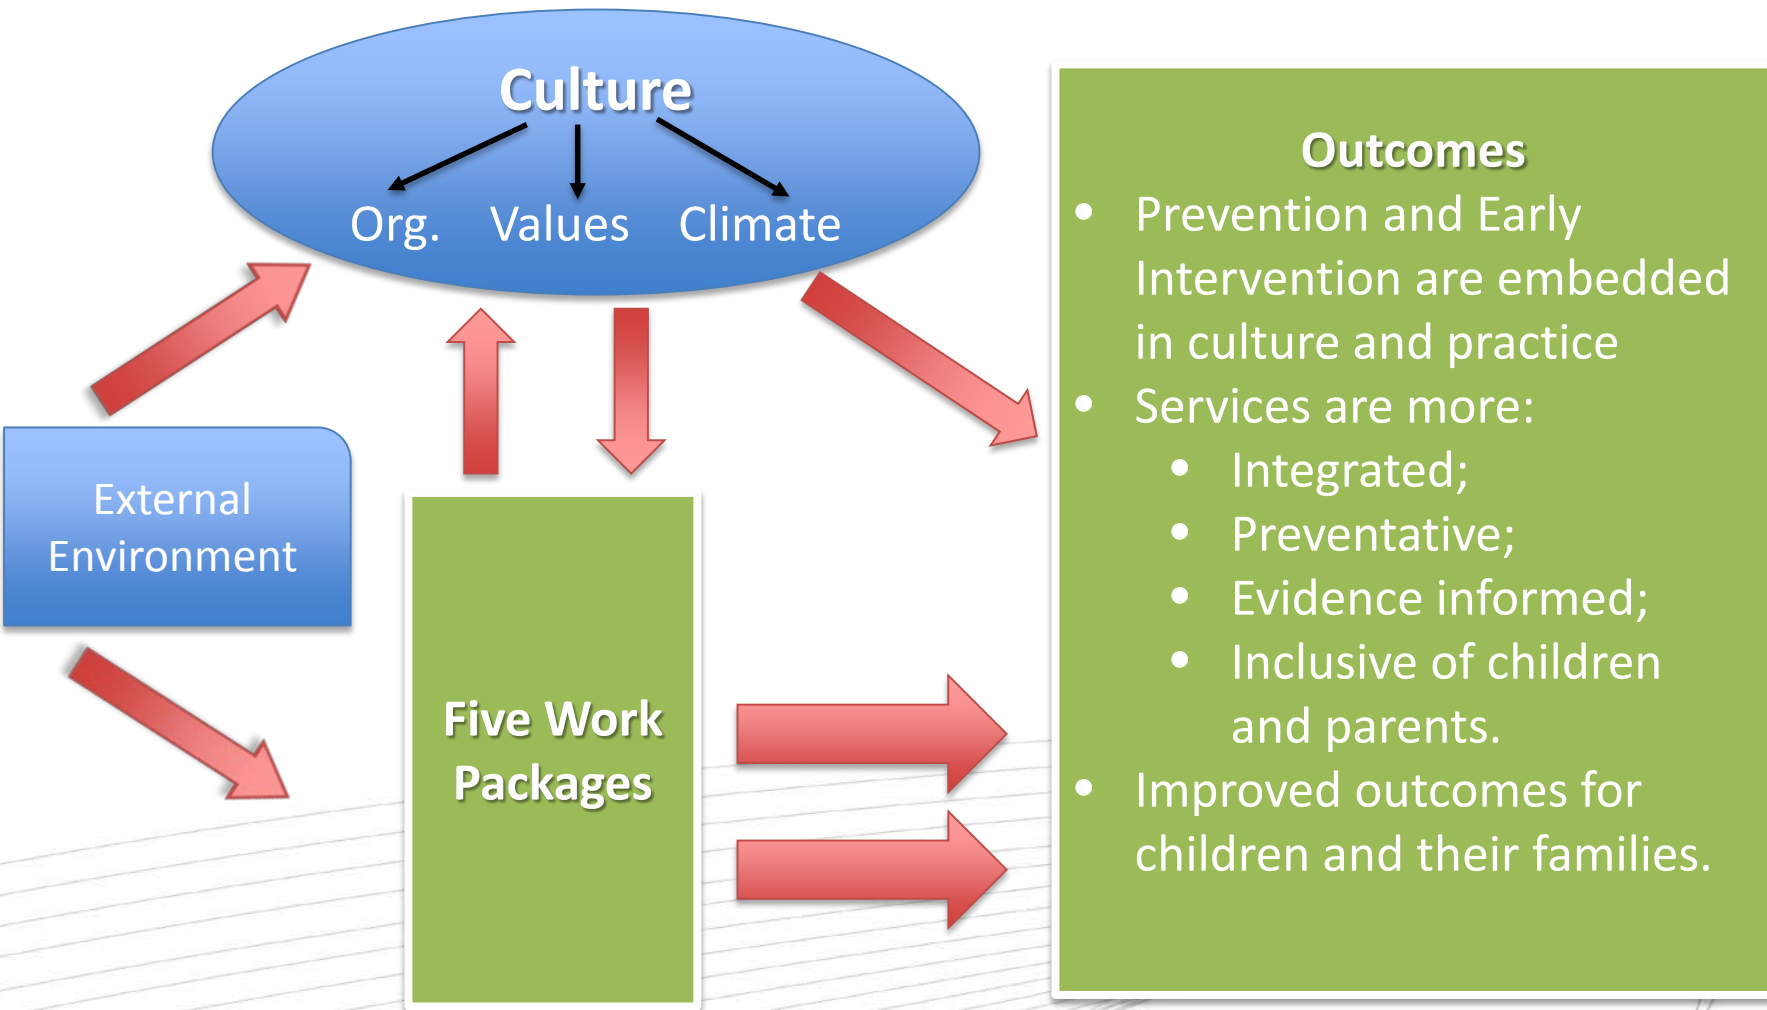 Culture
Org. Values Climate
External
Environment
Five Work
Packages
Outcomes
• Prevention and Early
Intervention are embedded
in culture and practice
• Services are more:
• Integrated;
• Preventative;
• Evidence informed;
• Inclusive of children
and parents.
• Improved outcomes for
children and their families.